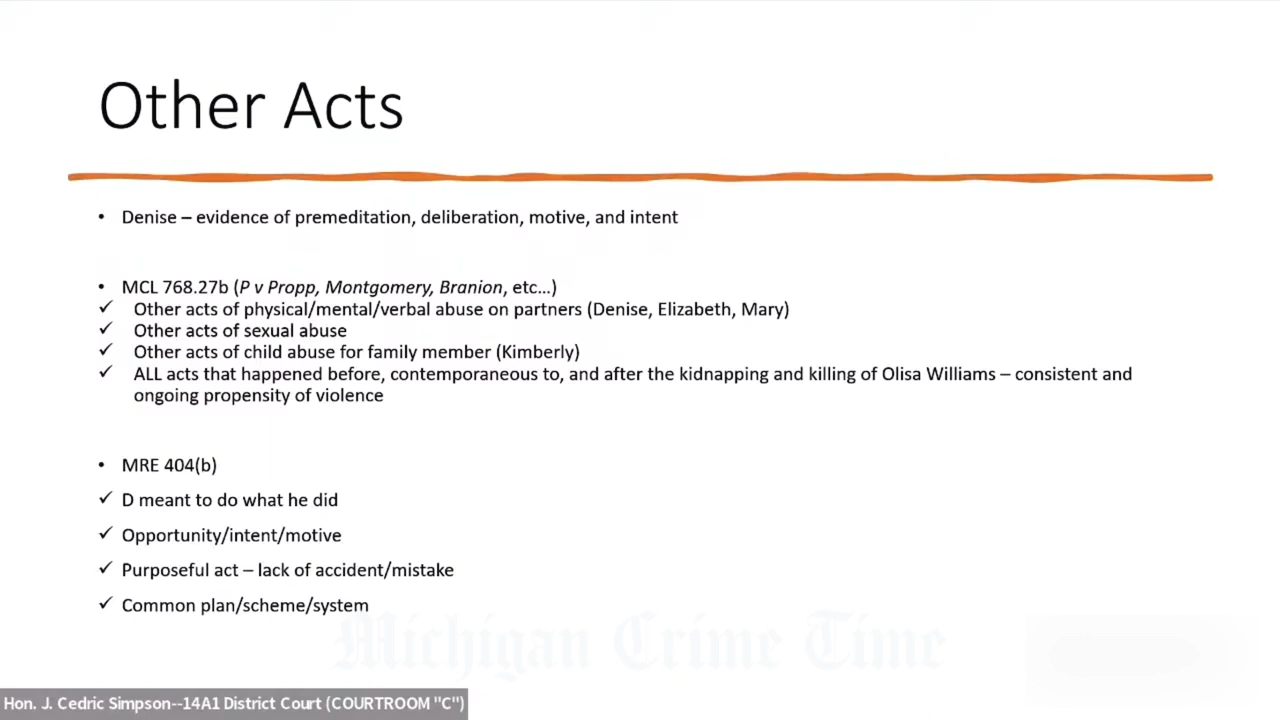 Other Acts
• Denise – evidence of premeditation, deliberation, motive, and intent
• MCL 768.27b (P v Propp, Montgomery, Branion, etc…)
✓ Other acts of physical/mental/verbal abuse on partners (Denise, Elizabeth, Mary)
✓ Other acts of sexual abuse
✓ Other acts of child abuse for family member (Kimberly)
✓ ALL acts that happened before, contemporaneous to, and after the kidnapping and killing of Olisa Williams – consistent and
ongoing propensity of violence
• MRE 404(b)
✓ D meant to do what he did
✓ Opportunity/intent/motive
✓ Purposeful act – lack of accident/mistake
✓ Common plan/scheme/system
Michigan Crime Time
Hon. J. Cedric Simpson--14A1 District Court (COURTROOM "C")